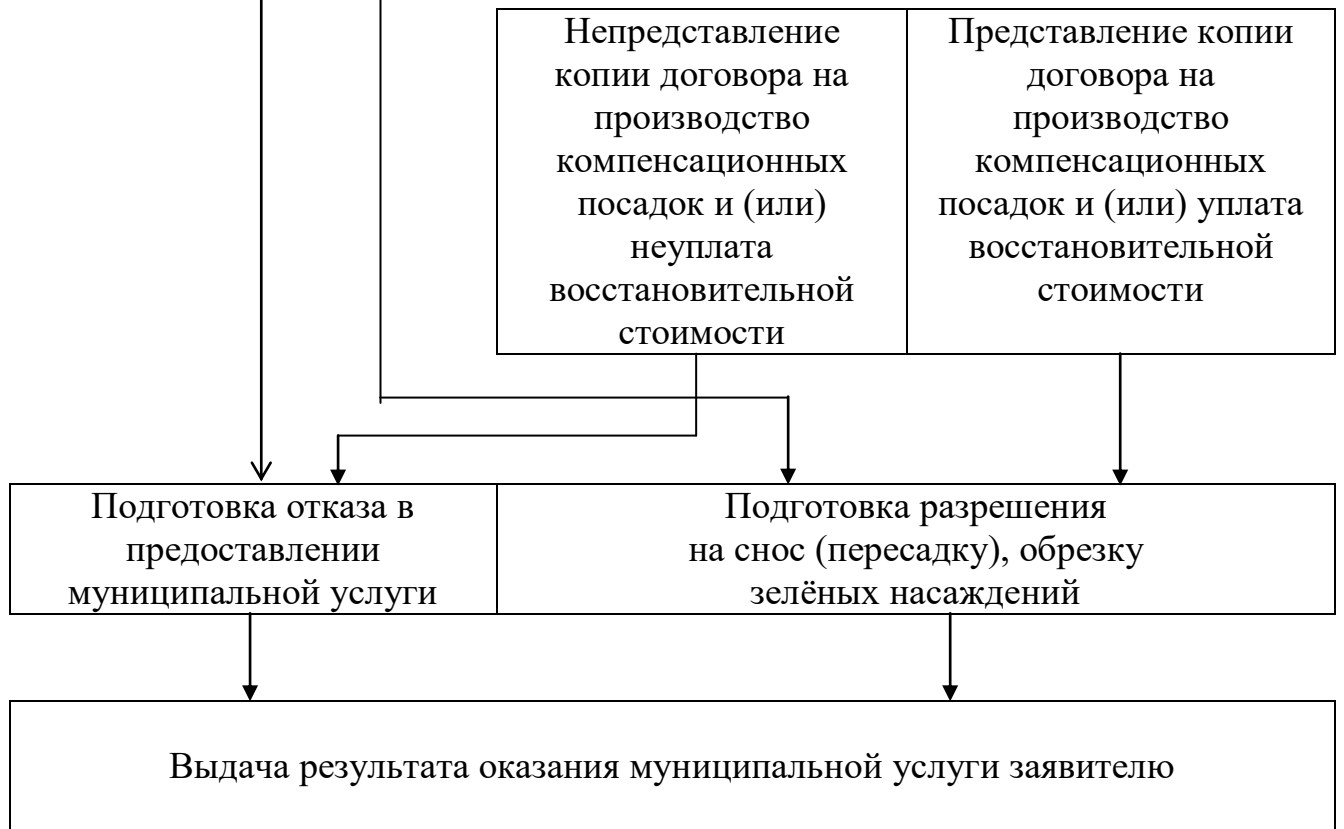 Непредставление
копии договора на
производство
компенсационных
посадок и (или)
неуплата
восстановительной
стоимости
Представление копии
договора на
производство
компенсационных
посадок и (или) уплата
восстановительной
стоимости
Подготовка отказа в
предоставлении
муниципальной услуги
Подготовка разрешения
на снос (пересадку), обрезку
зелёных насаждений
Выдача результата оказания муниципальной услуги заявителю